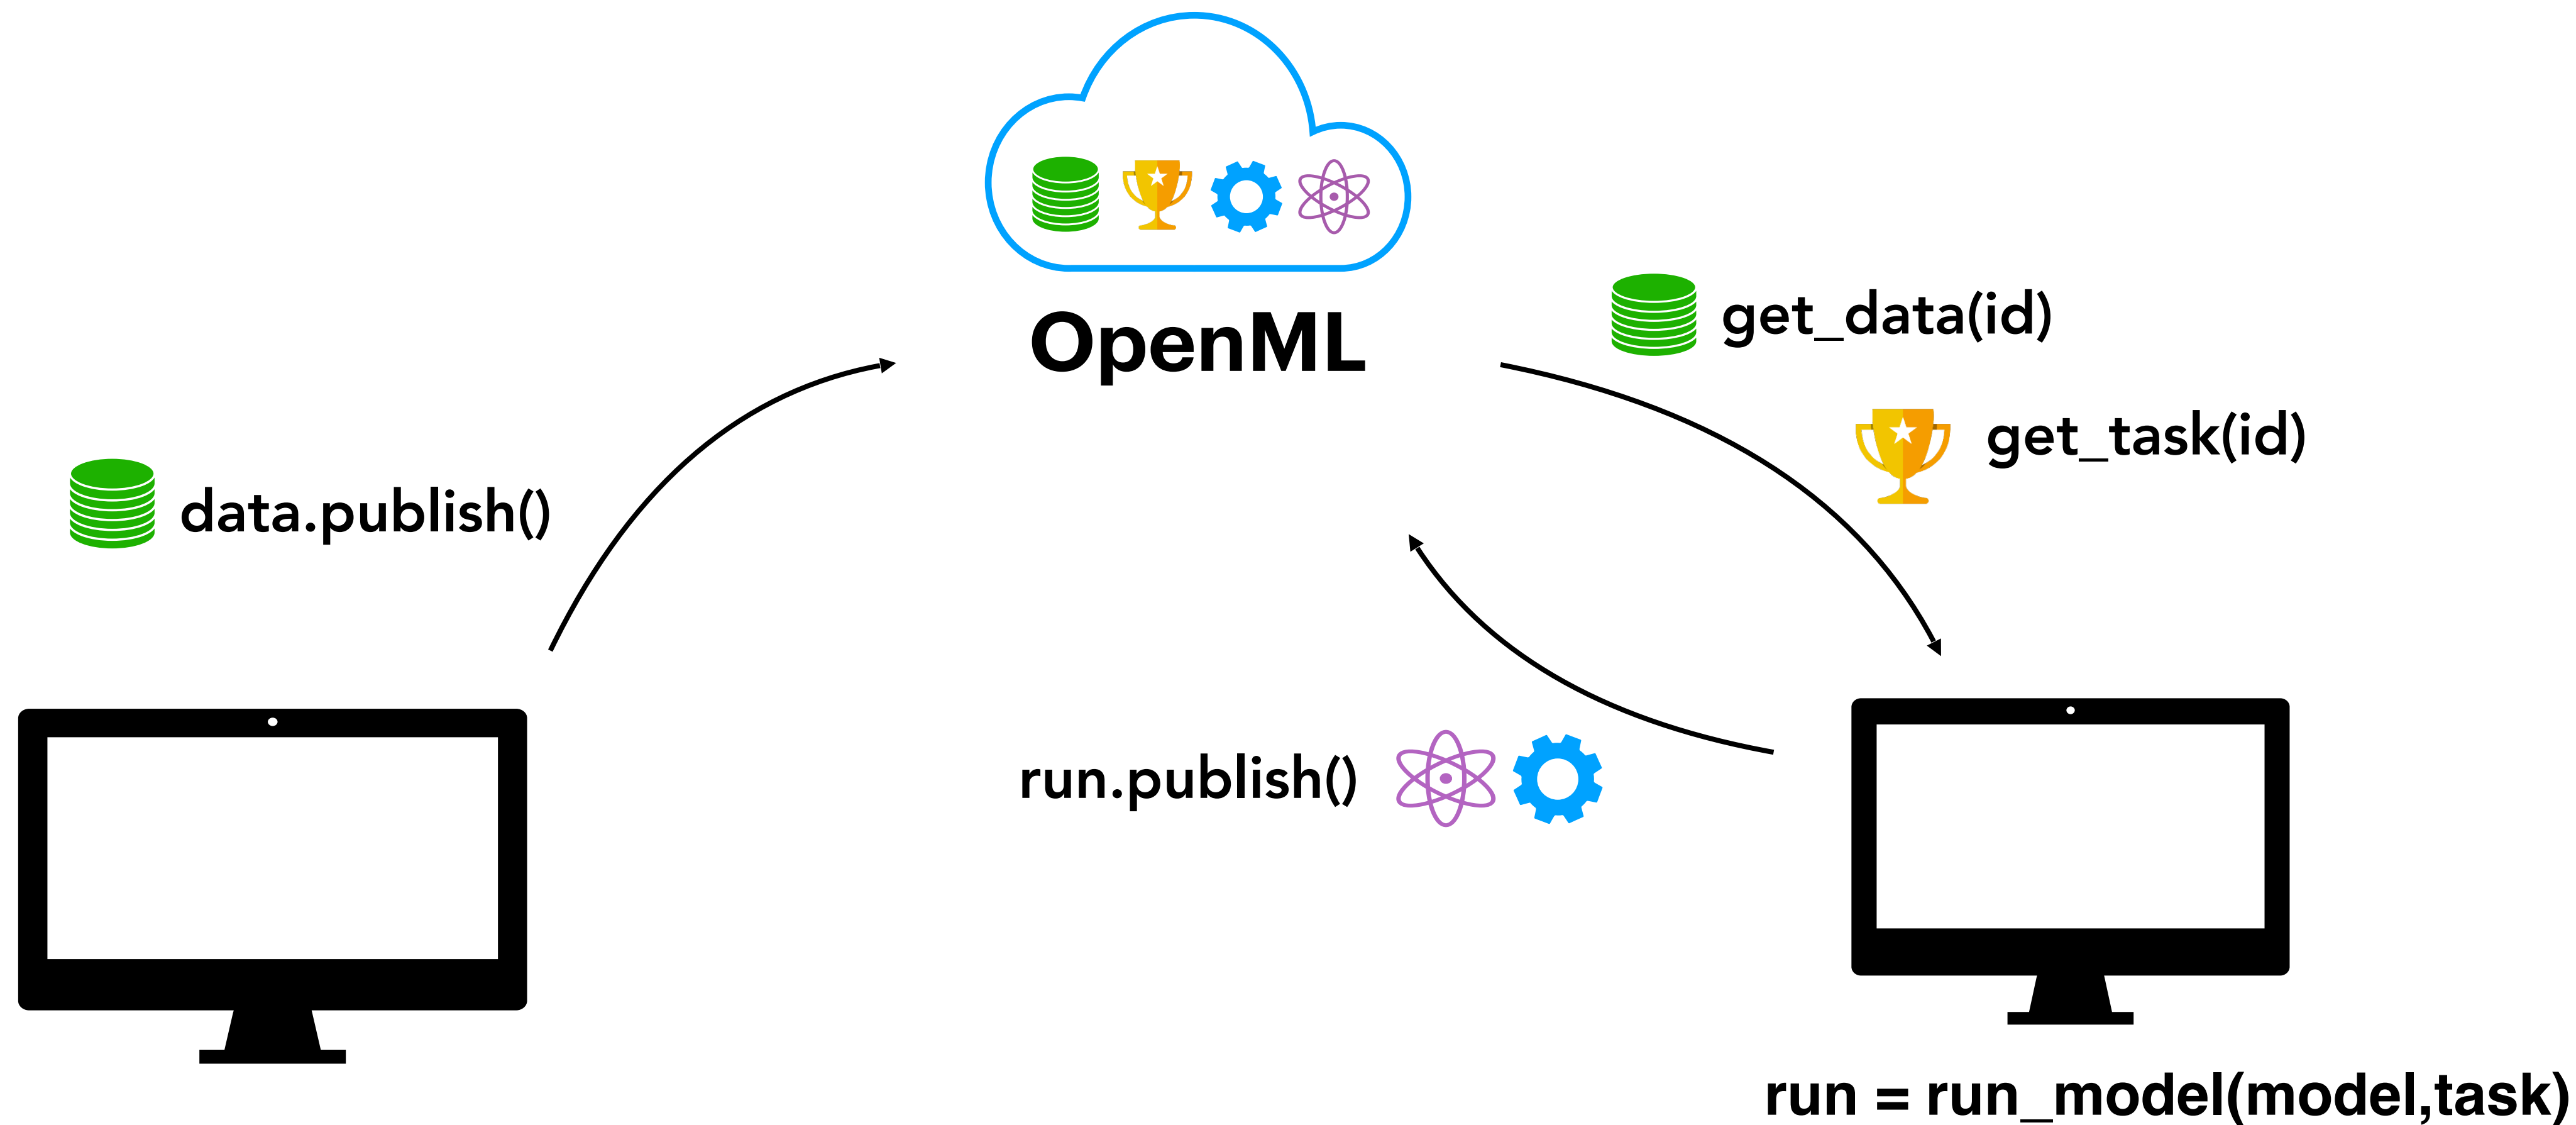 OpenML
get_data(id)
get_task(id)
data.publish()
run.publish()
run = run_model(model,task)